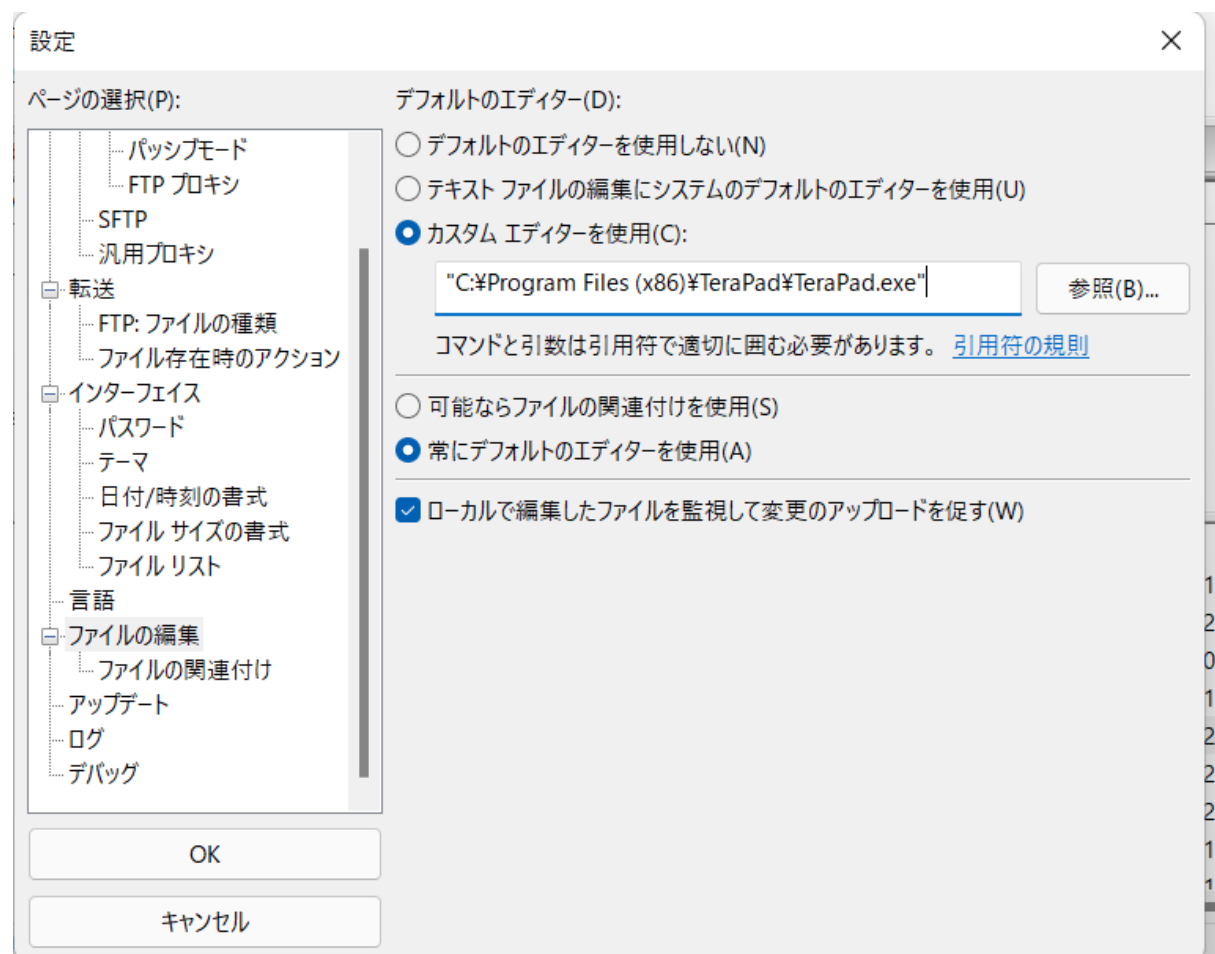 設定
ページの選択(P):
パッシブモード
FTP プロキシ
SFTP
汎用プロキシ
転送
FTP: ファイルの種類
ファイル存在時のアクション
インターフェイス
パスワード
テーマ
日付/時刻の書式
ファイル サイズの書式
ファイル リスト
言語
ファイルの編集
ファイルの関連付け
アップデート
ログ
デバッグ
OK
キャンセル
デフォルトのエディター(D):
デフォルトのエディターを使用しない(N)
テキスト ファイルの編集にシステムのデフォルトのエディターを使用(U)
カスタム エディターを使用(C):
"C:¥Program Files (x86)¥TeraPad¥TeraPad.exe"
参照(B)...
コマンドと引数は引用符で適切に囲む必要があります。 引用符の規則
可能ならファイルの関連付けを使用(S)
常にデフォルトのエディターを使用(A)
ローカルで編集したファイルを監視して変更のアップロードを促す(W)
1
2
0
1
2
2
2
1
1